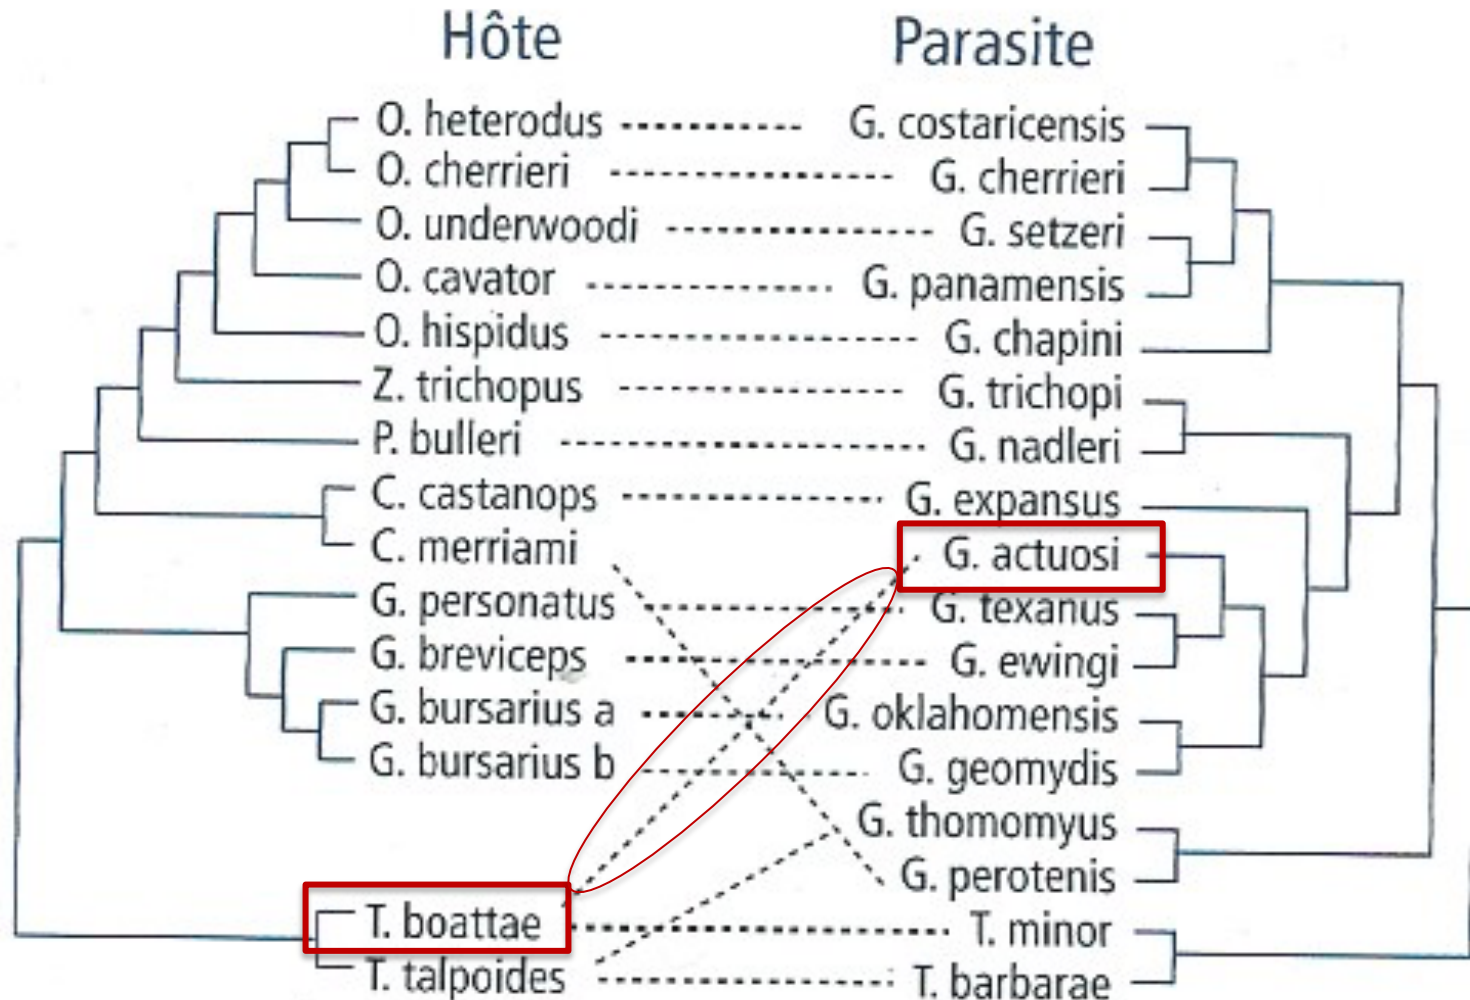 Hôte Parasite
O. heterodus G. costaricensis
O. cherrieri G. cherrieri
O. underwoodi G. setzeri
O. cavator G. panamensis
O. hispidus G. chapini
Z. trichopus G. trichopi
P. bulleri G. nadleri
C. castanops G. expansus
C. merriami G. actuosi
G. personatus G. texanus
G. breviceps G. ewingi
G. bursarius a G. oklahomensis
G. bursarius b G. geomydis
G. thomomyus
G. perotenis
T. boattae T. minor
T. talpoides T. barbarae